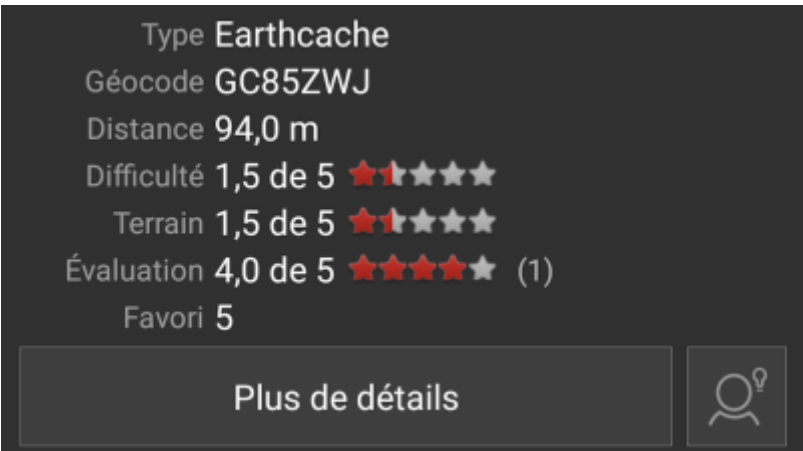 Type Earthcache
Géocode GC85ZWJ
Distance 94,0 m
Difficulté 1,5 de 5
Terrain 1,5 de 5
Évaluation 4,0 de 5 (1)
Favori 5
Plus de détails